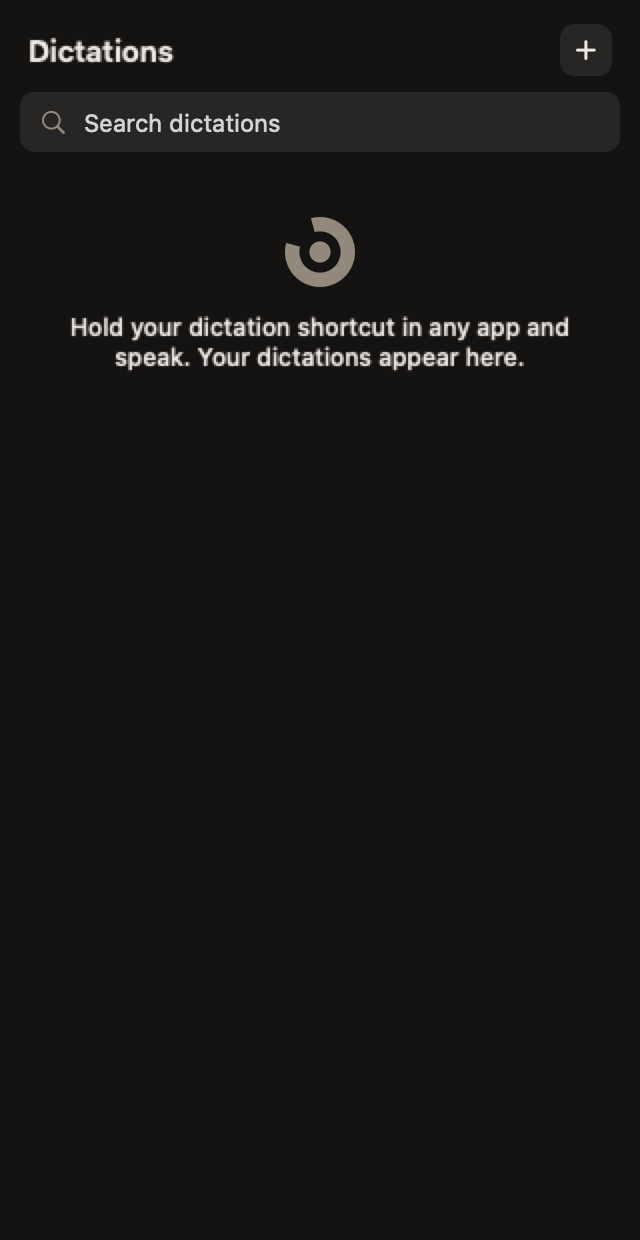 Dictations
Search dictations
Hold your dictation shortcut in any app and
speak. Your dictations appear here.